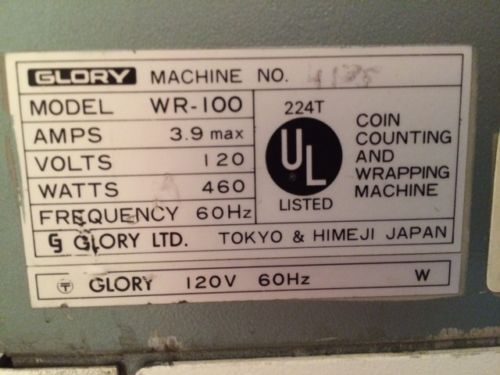 GLORY MACHINE NO.
MODEL WR-100
AMPS 3.9 max
VOLTS 120
WATTS 460
FREQUENCY 60Hz
224T
UL
LISTED
COIN
COUNTING
AND
WRAPPING
MACHINE
GLORY LTD. TOKYO & HIMEJI JAPAN
GLORY 120V 60Hz W